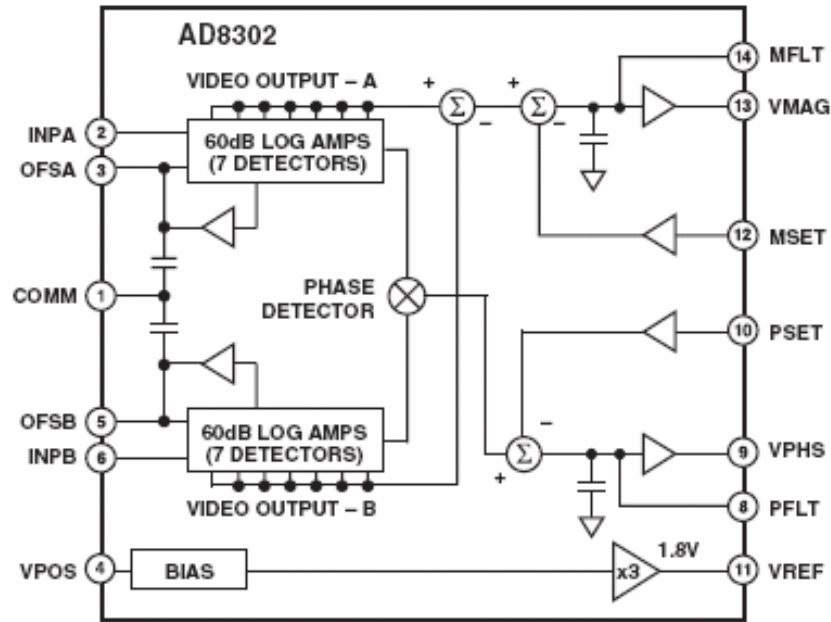 AD8302
VIDEO OUTPUT – A
+
Σ
–
+
Σ
–
14 MFLT
13 VMAG
INPA 2
OFSA 3
60dB LOG AMPS
(7 DETECTORS)
12 MSET
COMM 1
PHASE
DETECTOR
10 PSET
OFSB 5
INPB 6
60dB LOG AMPS
(7 DETECTORS)
–
Σ
+
9 VPHS
8 PFLT
VIDEO OUTPUT – B
VPOS 4
BIAS
x3
1.8V
11 VREF